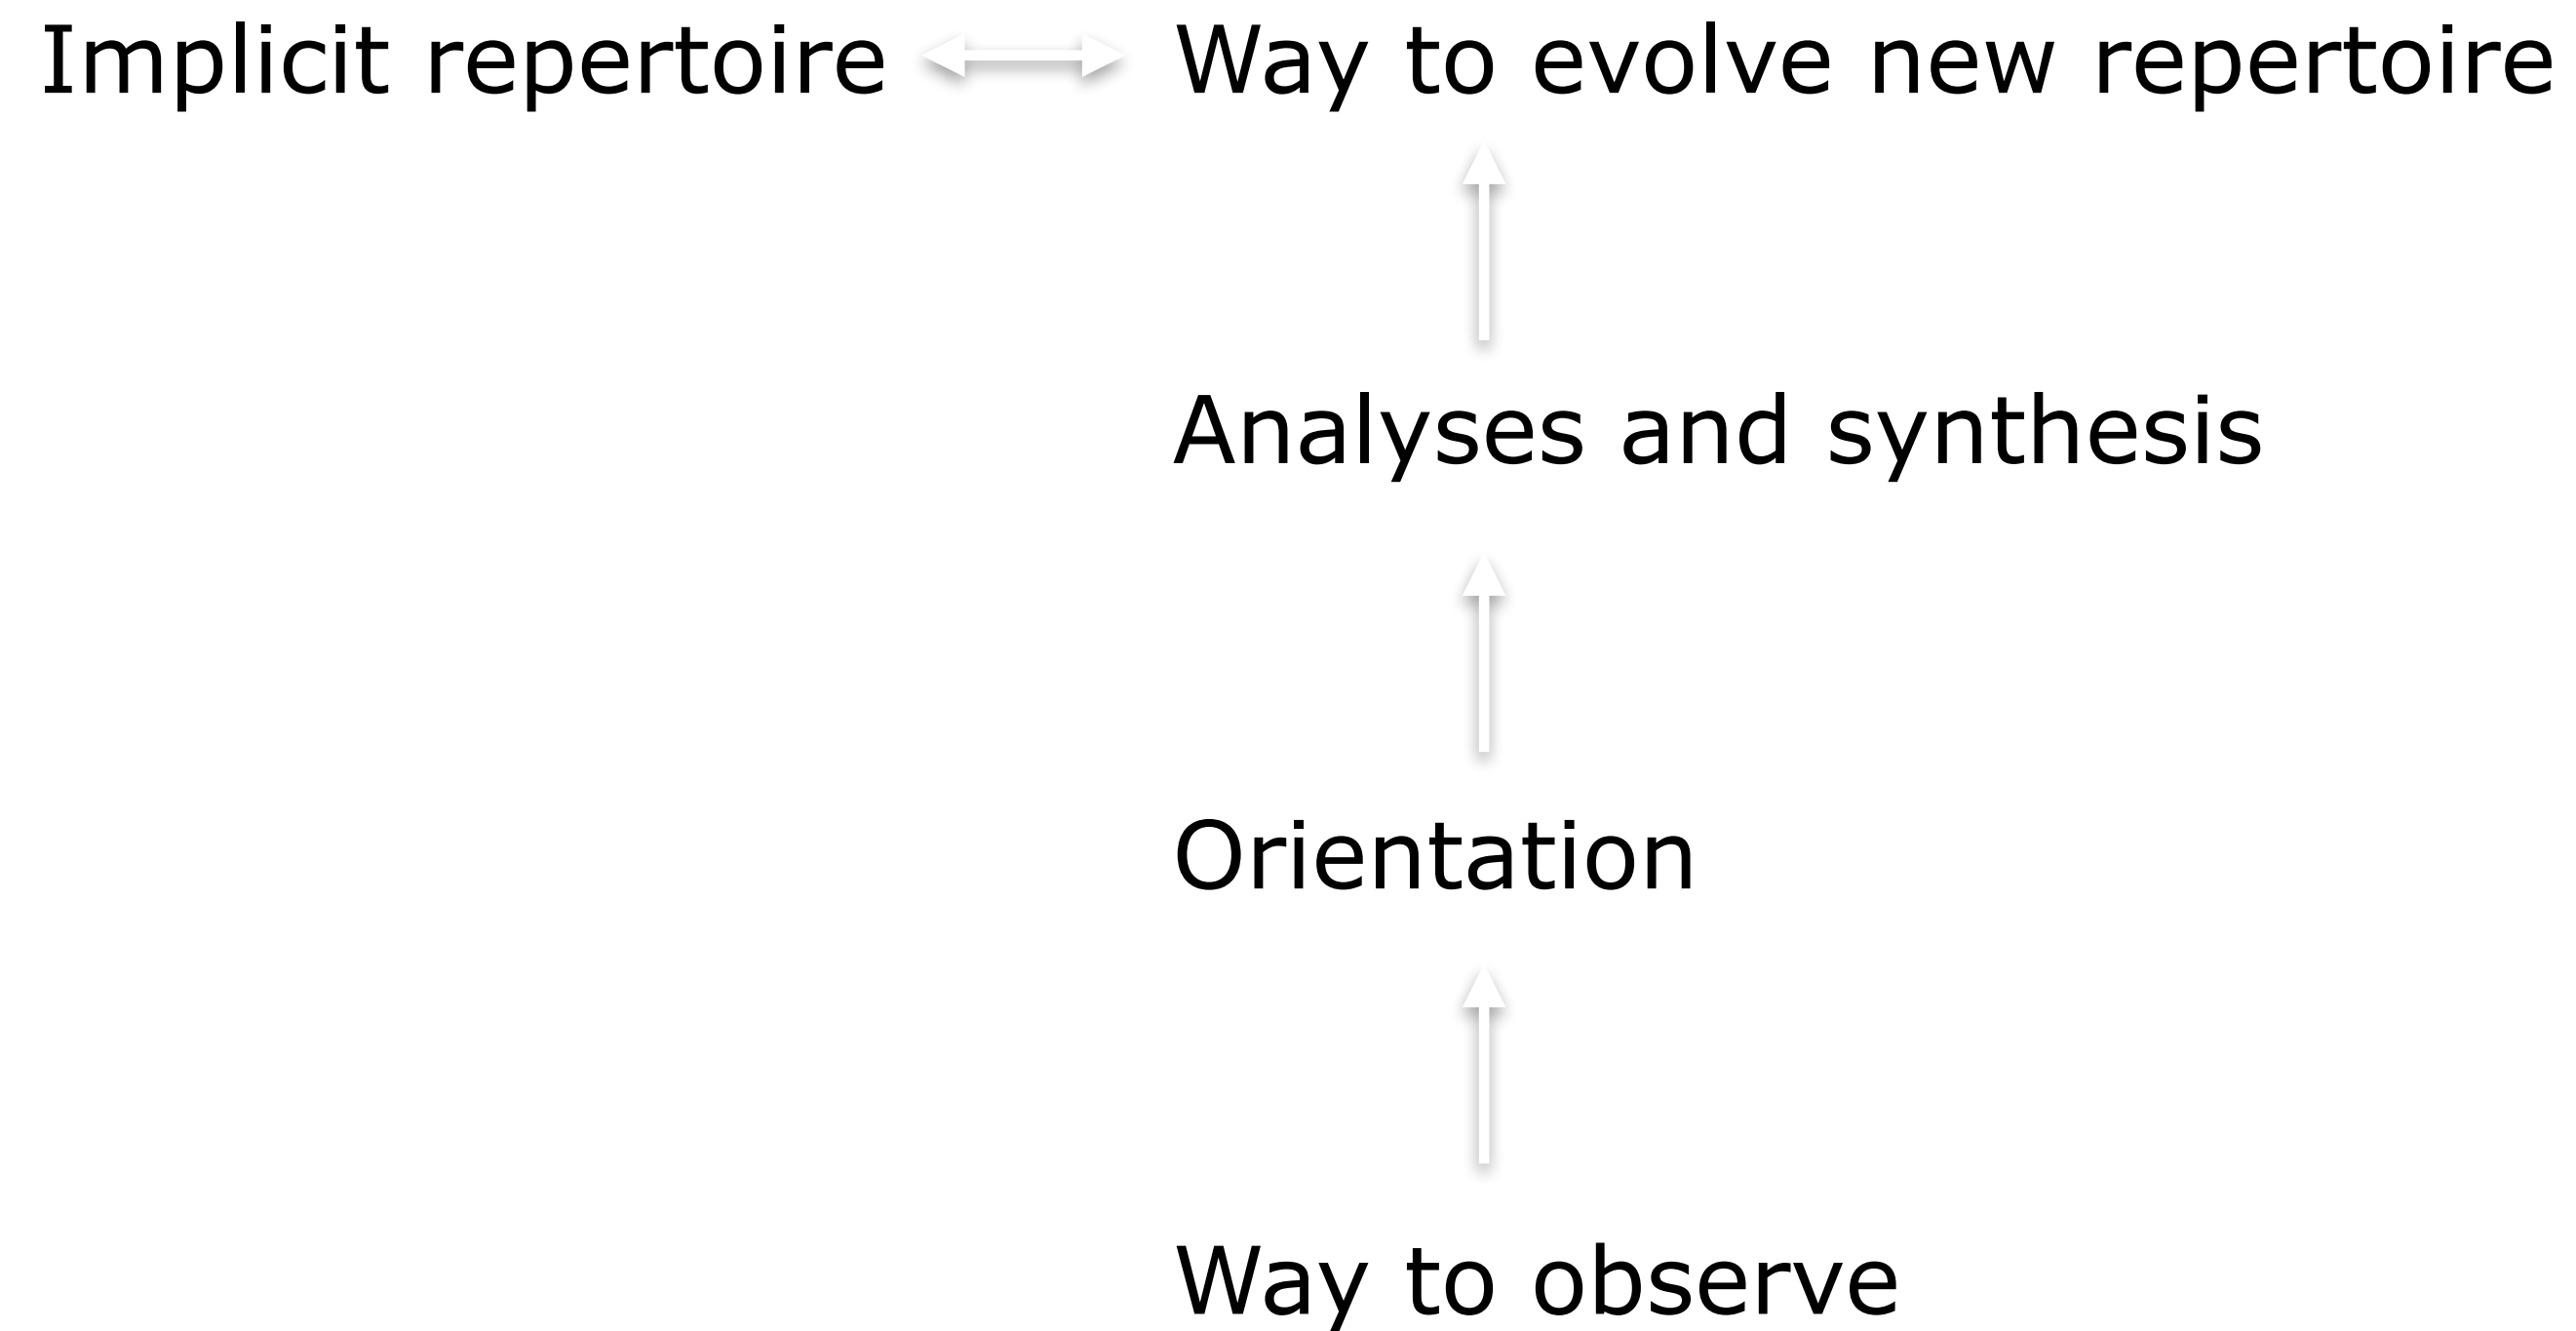 Implicit repertoire
Way to evolve new repertoire
Analyses and synthesis
Orientation
Way to observe